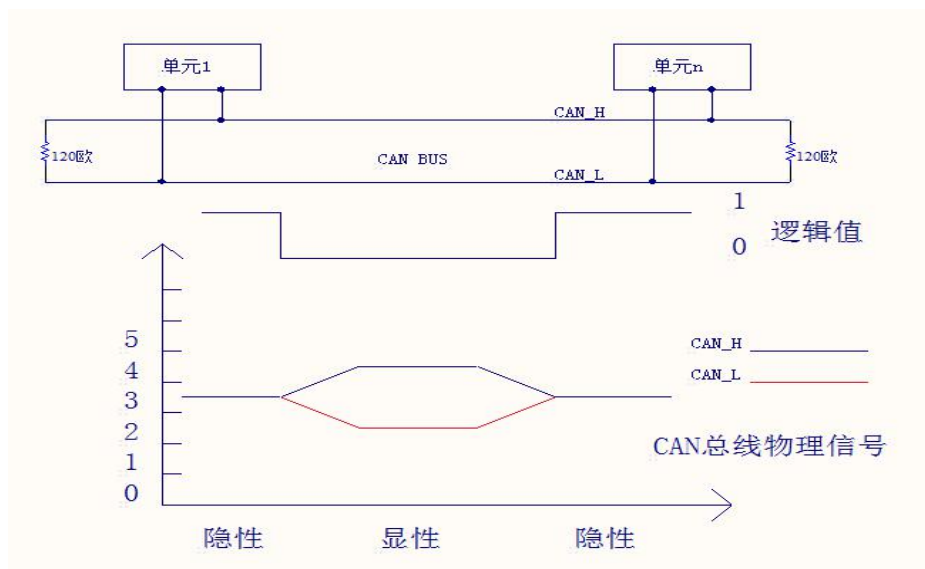 单元1
单元n
CAN_H
120欧
CAN BUS
120欧
CAN_L
1
逻辑值
0
5
4
3
2
1
0
CAN_H
CAN_L
CAN总线物理信号
隐性 显性 隐性